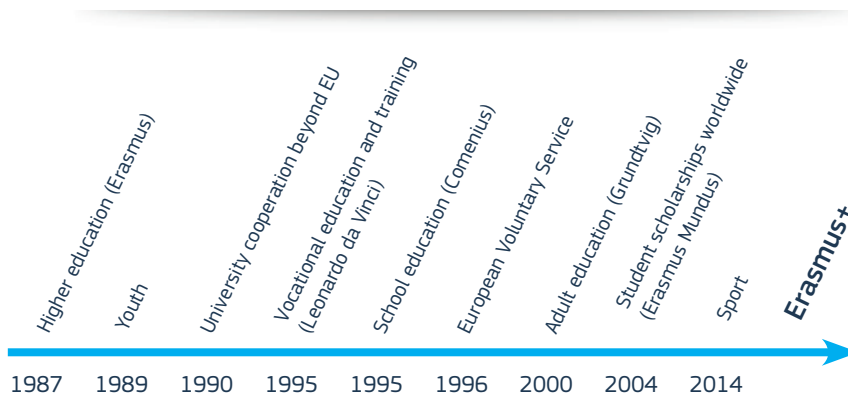 Higher education (Erasmus)
Youth
University cooperation beyond EU
Vocational education and training
(Leonardo da Vinci)
School education (Comenius)
European Voluntary Service
Adult education (Grundtvig)
Student scholarships worldwide
(Erasmus Mundus)
Sport
Erasmus+
1987 1989 1990 1995 1995 1996 2000 2004 2014